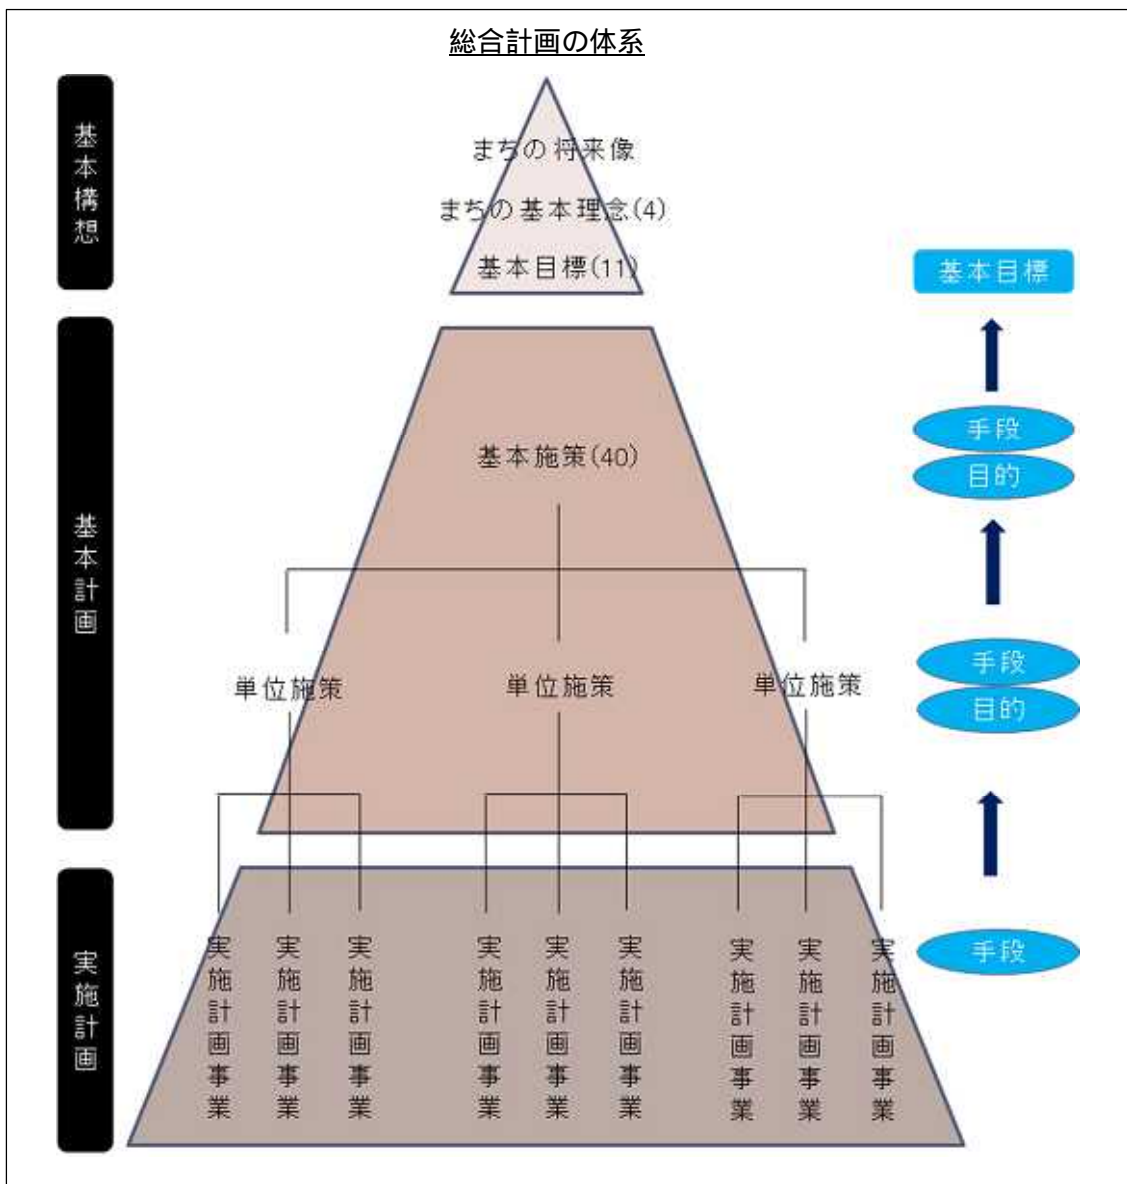 総合計画の体系
基本構想
まちの将来像
まちの基本理念(4)
基本目標(11)
基本目標
基本計画
基本施策(40)
手段
目的
単位施策
単位施策
単位施策
手段
目的
実施計画
実施計画事業
実施計画事業
実施計画事業
実施計画事業
実施計画事業
実施計画事業
実施計画事業
実施計画事業
実施計画事業
手段